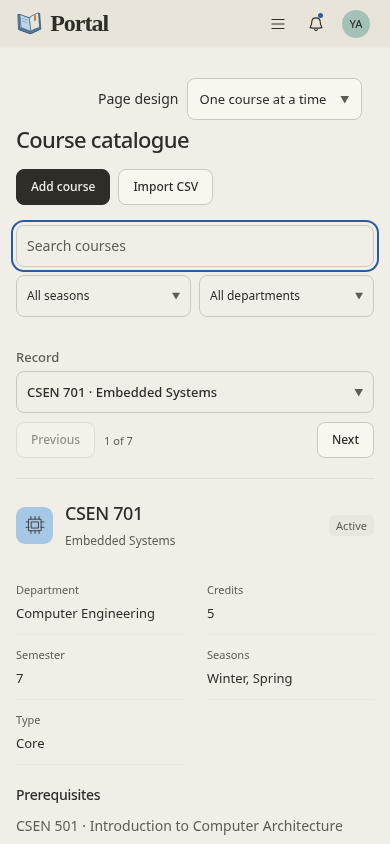 Portal
YA
Page design
One course at a time
Course catalogue
Add course
Import CSV
Search courses
All seasons
All departments
Record
CSEN 701 · Embedded Systems
Previous
1 of 7
Next
CSEN 701
Embedded Systems
Active
Department
Credits
Computer Engineering
5
Semester
Seasons
7
Winter, Spring
Type
Core
Prerequisites
CSEN 501 · Introduction to Computer Architecture